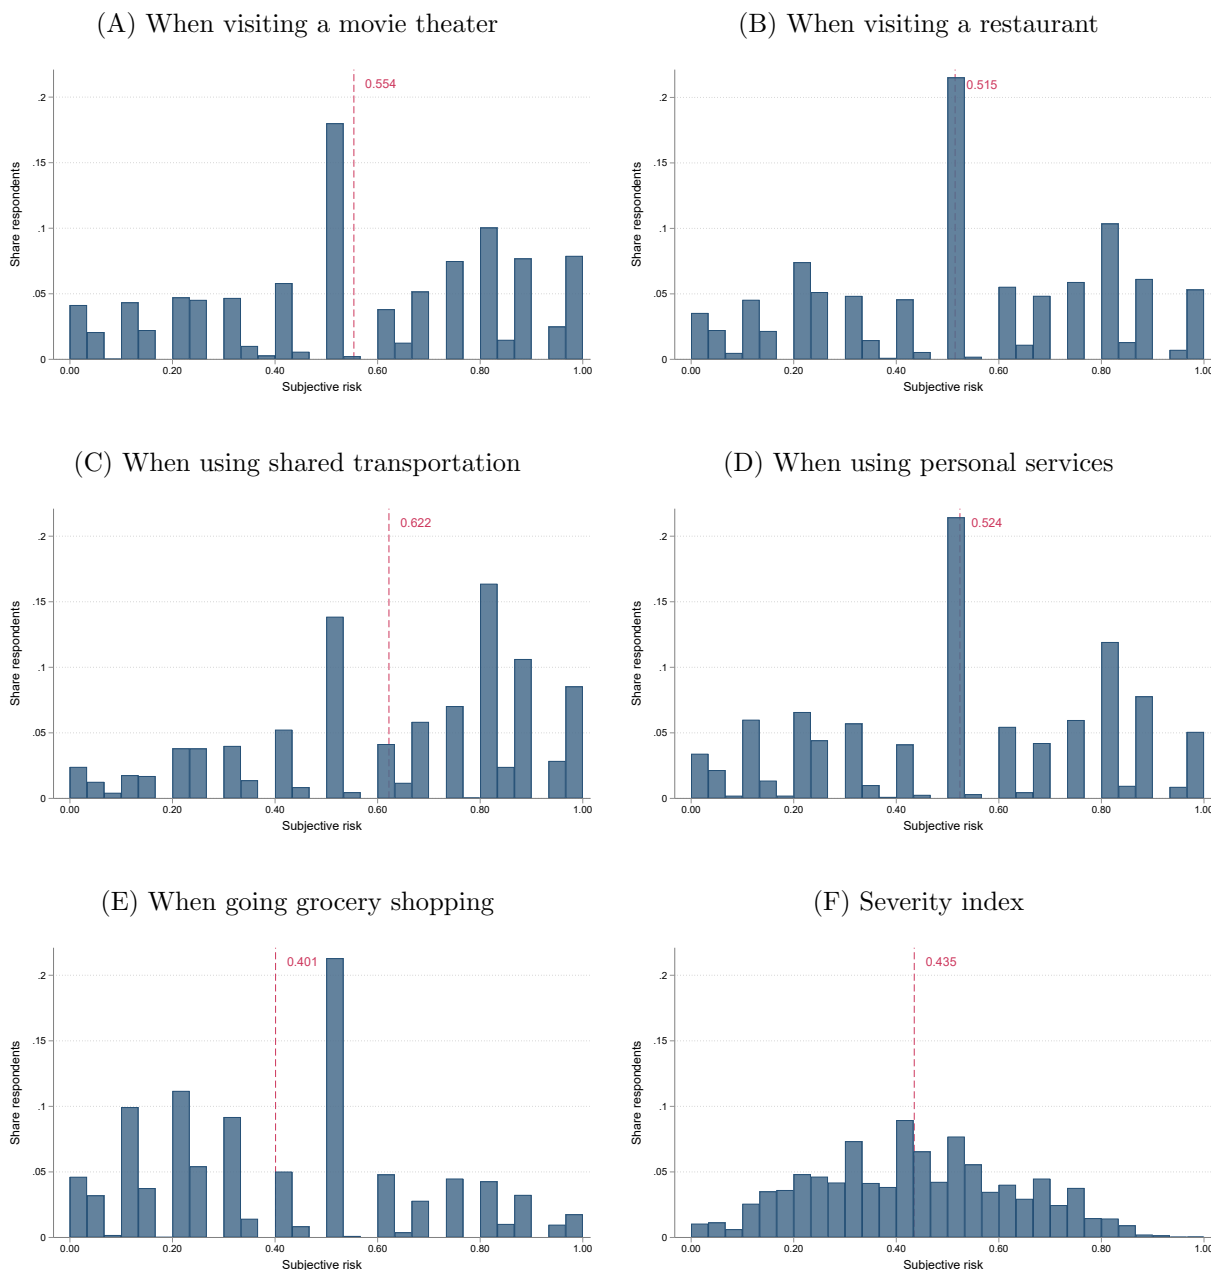 (A) When visiting a movie theater
(B) When visiting a restaurant
Share respondents
.2
.15
.1
.05
0
0.554
0.00 0.20 0.40 0.60 0.80 1.00
Subjective risk
Share respondents
.2
.15
.1
.05
0
0.515
0.00 0.20 0.40 0.60 0.80 1.00
Subjective risk
(C) When using shared transportation
(D) When using personal services
Share respondents
.2
.15
.1
.05
0
0.622
0.00 0.20 0.40 0.60 0.80 1.00
Subjective risk
Share respondents
.2
.15
.1
.05
0
0.524
0.00 0.20 0.40 0.60 0.80 1.00
Subjective risk
(E) When going grocery shopping
(F) Severity index
Share respondents
.2
.15
.1
.05
0
0.401
0.00 0.20 0.40 0.60 0.80 1.00
Subjective risk
Share respondents
.2
.15
.1
.05
0
0.435
0.00 0.20 0.40 0.60 0.80 1.00
Subjective risk